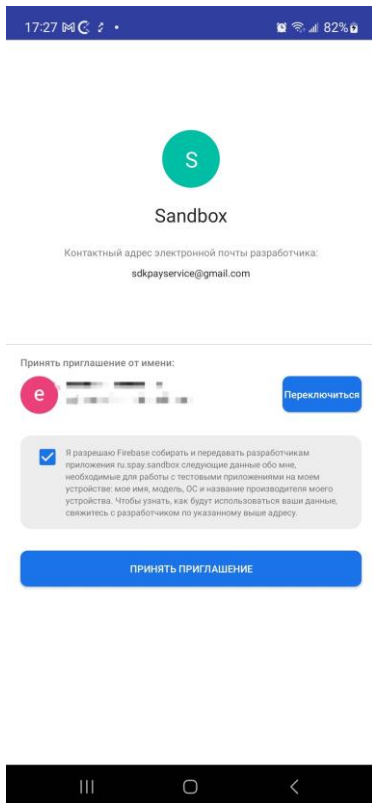 17:27
82%
S
Sandbox
Контактный адрес электронной почты разработчика:
sdkpayservice@gmail.com
Принять приглашение от имени:
e
Переключиться
Я разрешаю Firebase собирать и передавать разработчикам
приложения ru.spay.sandbox следующие данные обо мне,
необходимые для работы с тестовыми приложениями на моем
устройстве: мое имя, модель, ОС и название производителя моего
устройства. Чтобы узнать, как будут использоваться ваши данные,
свяжитесь с разработчиком по указанному выше адресу.
ПРИНЯТЬ ПРИГЛАШЕНИЕ